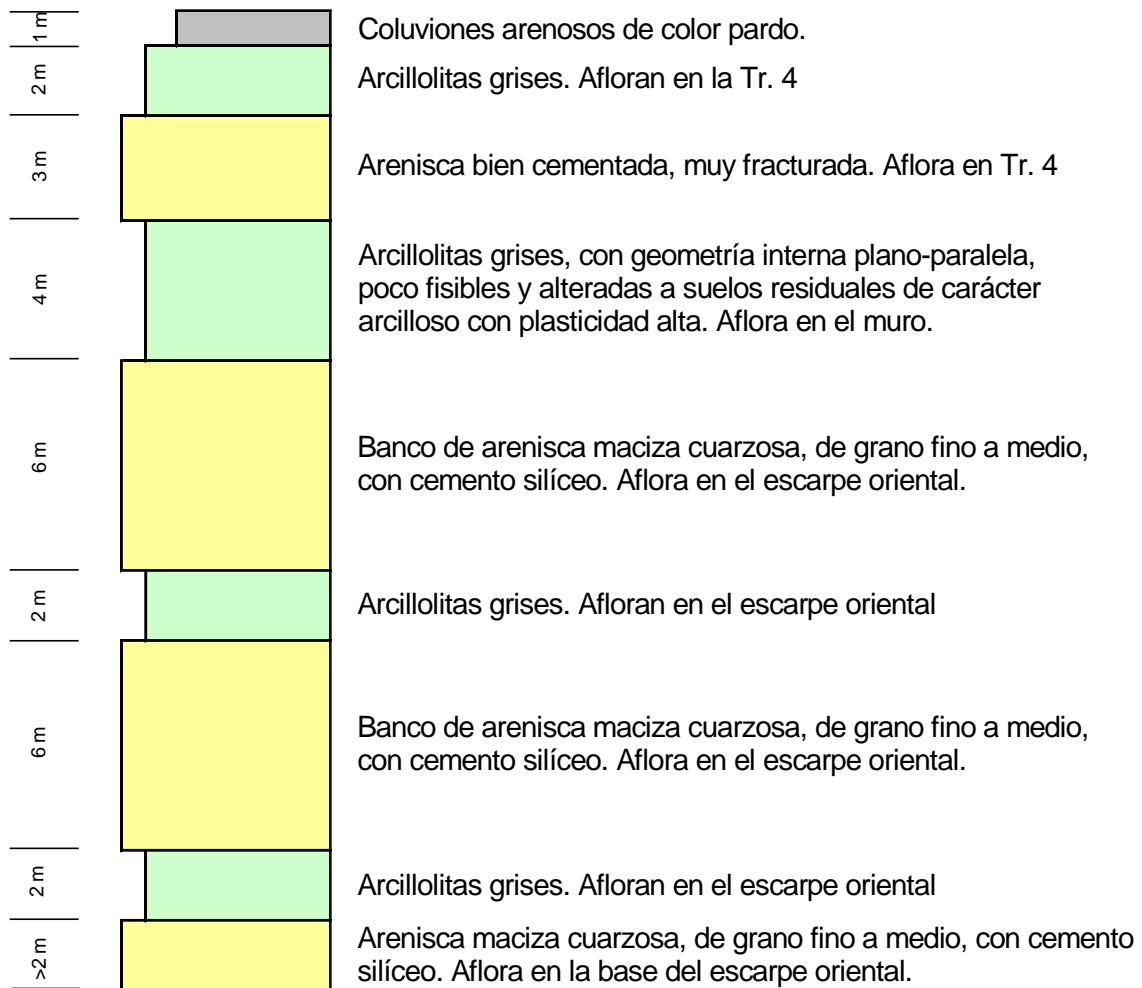 1 m
Coluviones arenosos de color pardo.
2 m
Arcillolitas grises. Afloran en la Tr. 4
3 m
Arenisca bien cementada, muy fracturada. Aflora en Tr. 4
4 m
Arcillolitas grises, con geometría interna plano-paralela,
poco fisibles y alteradas a suelos residuales de carácter
arcilloso con plasticidad alta. Aflora en el muro.
6 m
Banco de arenisca maciza cuarzosa, de grano fino a medio,
con cemento silíceo. Aflora en el escarpe oriental.
2 m
Arcillolitas grises. Afloran en el escarpe oriental
6 m
Banco de arenisca maciza cuarzosa, de grano fino a medio,
con cemento silíceo. Aflora en el escarpe oriental.
2 m
Arcillolitas grises. Afloran en el escarpe oriental
>2 m
Arenisca maciza cuarzosa, de grano fino a medio, con cemento
silíceo. Aflora en la base del escarpe oriental.